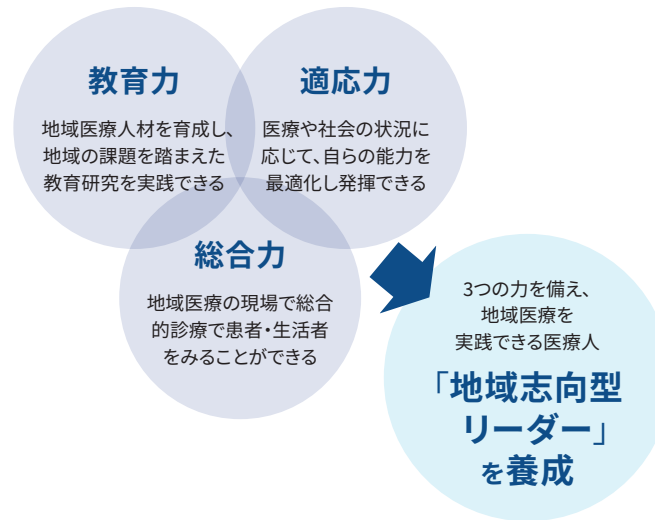 教育力
地域医療人材を育成し、
地域の課題を踏まえた
教育研究を実践できる
適応力
医療や社会の状況に
応じて、自らの能力を
最適化し発揮できる
総合力
地域医療の現場で総合
的診療で患者・生活者
をみることができる
3つの力を備え、
地域医療を
実践できる医療人
「地域志向型
リーダー」
を養成